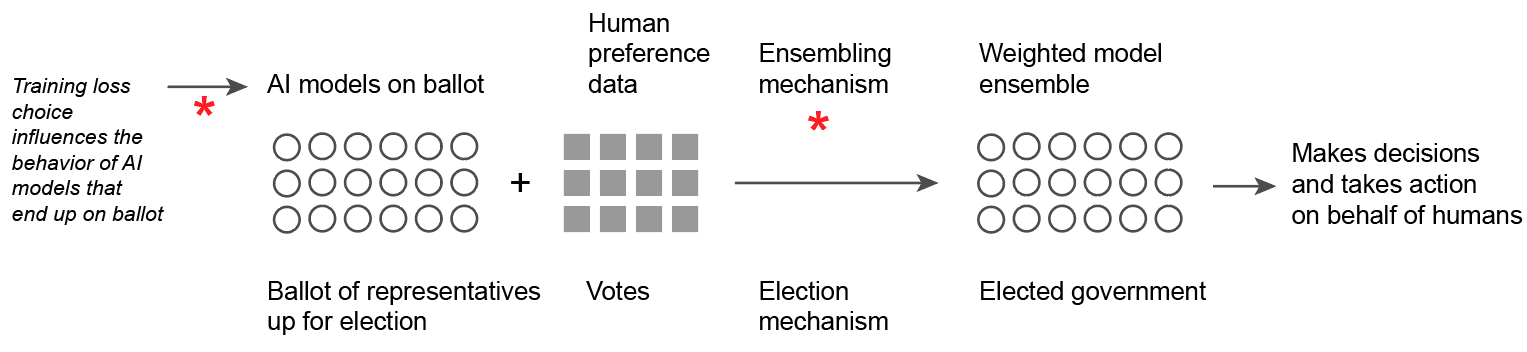 Training loss
choice
influences the
behavior of AI
models that
end up on ballot
*
AI models on ballot
Human
preference
data
Ensembling
mechanism
*
Weighted model
ensemble
+
Makes decisions
and takes action
on behalf of humans
Ballot of representatives
up for election
Votes
Election
mechanism
Elected government